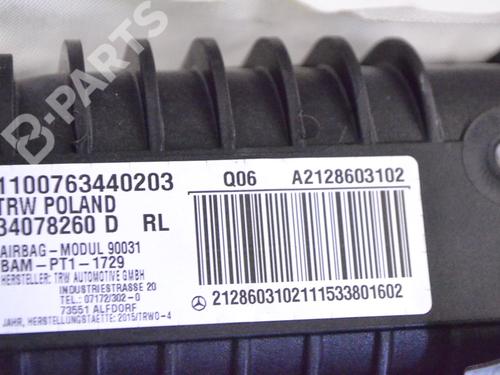 B-PARTS
1100763440203
TRW POLAND
34078260 D RL
AIRBAG - MODUL 90031
BAM - PT1 - 1729
HERSTELLER: TRW AUTOMOTIVE GMBH
INDUSTRIESTRASSE 20
TEL.: 07172/302-0
73551 ALFDORF
JAHR, HERSTELLUNGSTAETTE: 2015/TRWO-4
Q06 A2128603102
2128603102111533801602